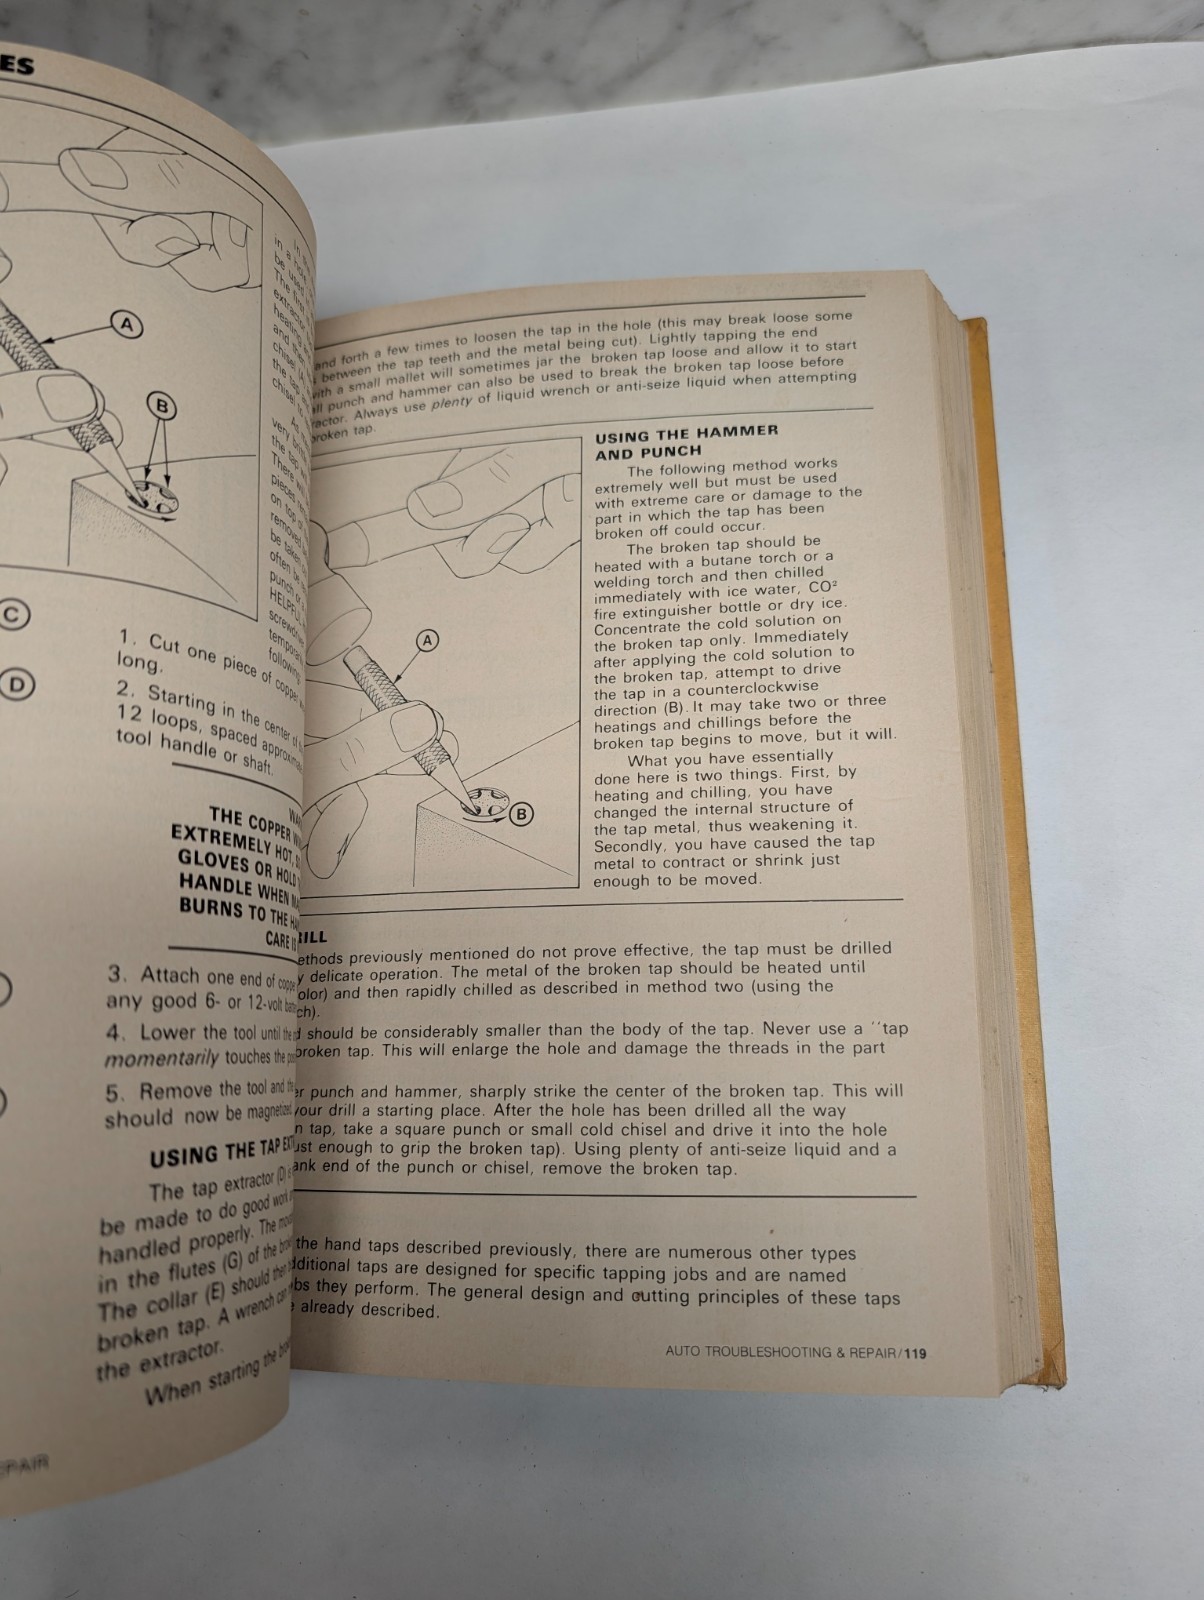 ES
A
B
C
D
1. Cut one piece of copper
long.
2. Starting in the center of
12 loops, spaced
tool handle or shaft.
THE COPPER
EXTREMELY HOT,
GLOVES OR HOLD
HANDLE WHEN
BURNS TO THE
CARE
3. Attach one end of
any good 6- or 12-volt
4. Lower the tool until the
momentarily touches the
5. Remove the tool and the
should now be magnetized
USING THE TAP
The tap extractor (D)
be made to do good work
handled properly. The
in the flutes (G) of the
The collar (E) should then
broken tap. A wrench can
the extractor.
When starting the
EPAIR
and forth a few times to loosen the tap in the hole (this may break loose some
between the tap teeth and the metal being cut). Lightly tapping the end
with a small mallet will sometimes jar the broken tap loose and allow it to start
punch and hammer can also be used to break the broken tap loose before
Always use plenty of liquid wrench or anti-seize liquid when attempting
broken tap.
A
B
USING THE HAMMER
AND PUNCH
The following method works
extremely well but must be used
with extreme care or damage to the
part in which the tap has been
broken off could occur.
The broken tap should be
heated with a butane torch or a
welding torch and then chilled
immediately with ice water, CO²
fire extinguisher bottle or dry ice.
Concentrate the cold solution on
the broken tap only. Immediately
after applying the cold solution to
the broken tap, attempt to drive
the tap in a counterclockwise
direction (B). It may take two or three
heatings and chillings before the
broken tap begins to move, but it will.
What you have essentially
done here is two things. First, by
heating and chilling, you have
changed the internal structure of
the tap metal, thus weakening it.
Secondly, you have caused the tap
metal to contract or shrink just
enough to be moved.
RILL
ethods previously mentioned do not prove effective, the tap must be drilled
delicate operation. The metal of the broken tap should be heated until
olor) and then rapidly chilled as described in method two (using the
ch).
should be considerably smaller than the body of the tap. Never use a "tap
broken tap. This will enlarge the hole and damage the threads in the part
er punch and hammer, sharply strike the center of the broken tap. This will
your drill a starting place. After the hole has been drilled all the way
n tap, take a square punch or small cold chisel and drive it into the hole
ust enough to grip the broken tap). Using plenty of anti-seize liquid and a
ank end of the punch or chisel, remove the broken tap.
the hand taps described previously, there are numerous other types
dditional taps are designed for specific tapping jobs and are named
bs they perform. The general design and cutting principles of these taps
already described.
AUTO TROUBLESHOOTING & REPAIR/119